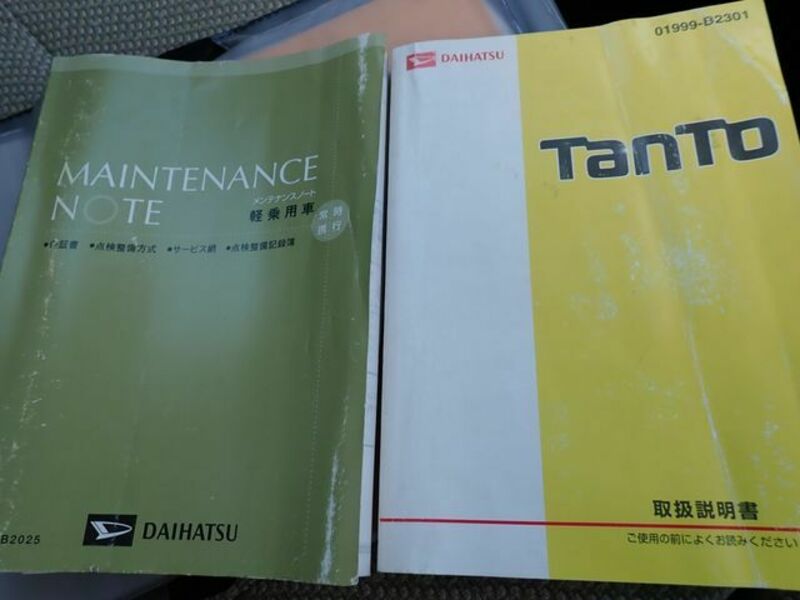 MAINTENANCE
NOTE
メンテナンスノート
軽乗用車
常時
携行
●保証書 ●点検整備方式 ●サービス網 ●点検整備記録簿
DAIHATSU
B2025
01999-B2301
DAIHATSU
TanTo
取扱説明書
ご使用の前によくお読みください